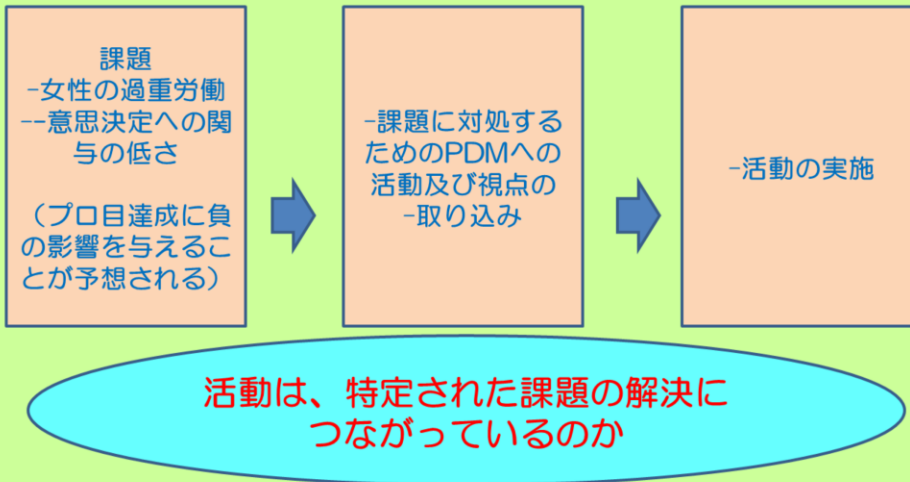 課題
-女性の過重労働
--意思決定への関
与の低さ
（プロ目達成に負
の影響を与えるこ
とが予想される）
-課題に対処する
ためのPDMへの
活動及び視点の
-取り込み
-活動の実施
活動は、特定された課題の解決に
つながっているのか